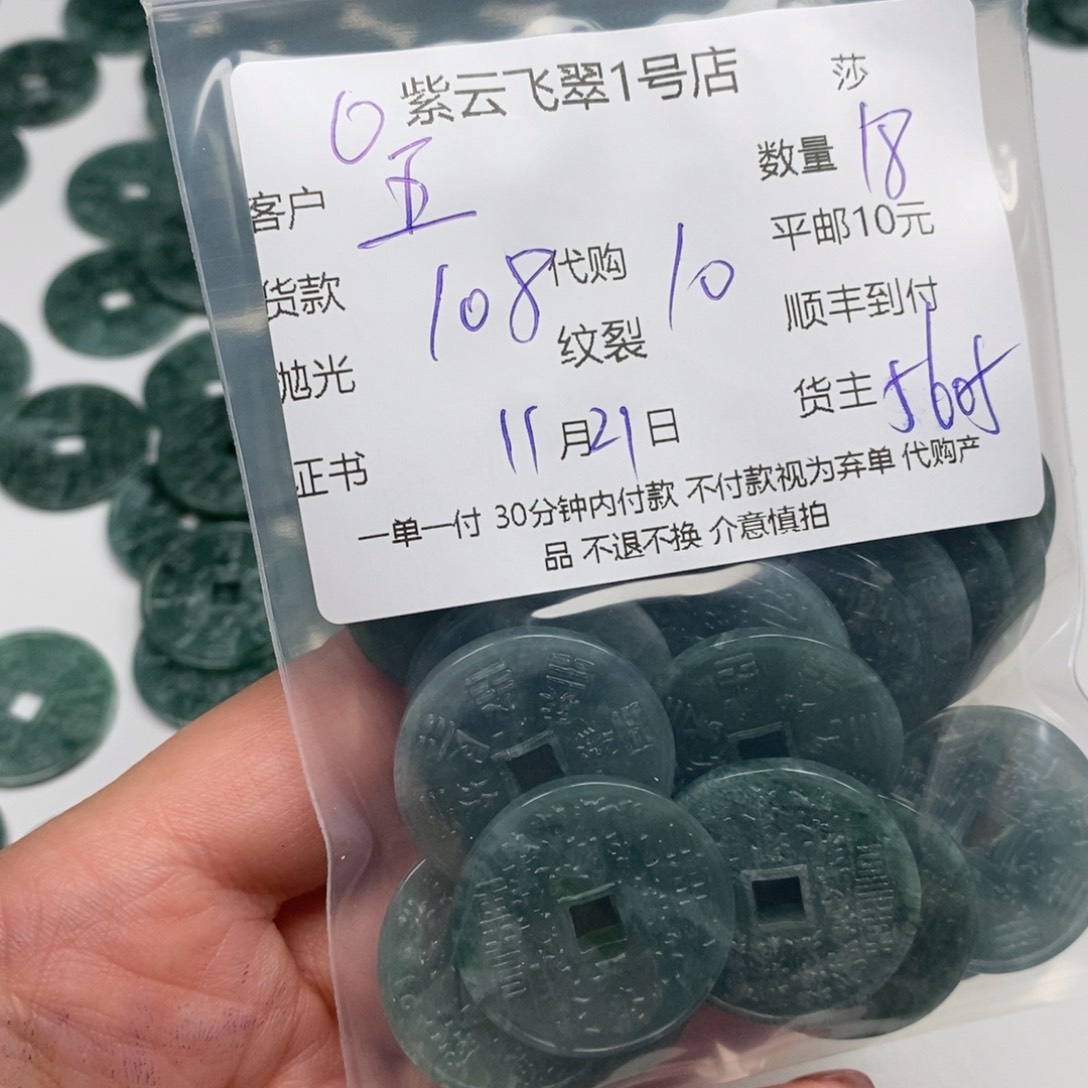 紫云飞翠1号店 莎
客户 数量 18
平邮10元
货款 108 代购 10
顺丰到付
抛光 纹裂
货主
证书 11月21日
一单一付 30分钟内付款 不付款视为弃单 代购产
品 不退不换 介意慎拍